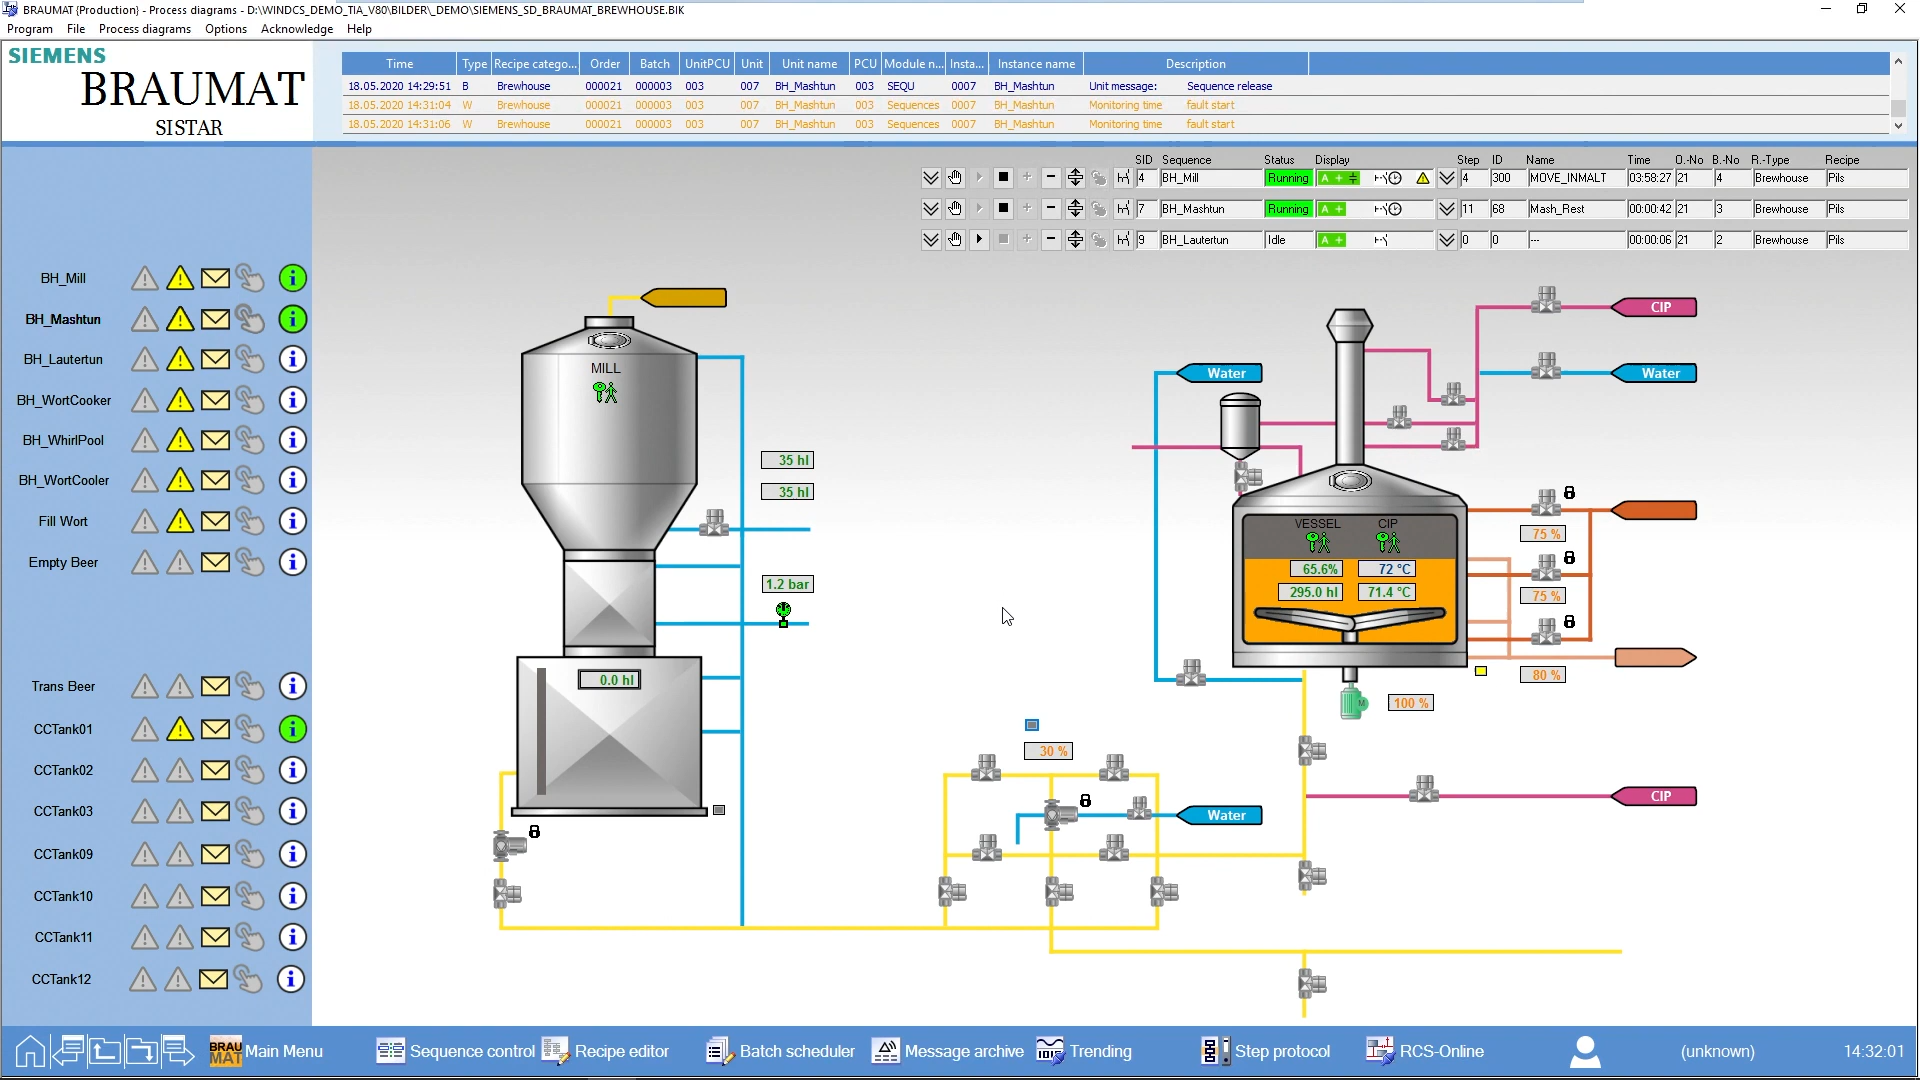 BRAUMAT {Production} - Process diagrams - D:\WINDCS_DEMO_TIA_V80\BILDER\_DEMO\SIEMENS_SD_BRAUMAT_BREWHOUSE.BIK
Program File Process diagrams Options Acknowledge Help
SIEMENS
BRAUMAT
SISTAR
Time Type Recipe catego... Order Batch UnitPCU Unit Unit name PCU Module n... Insta... Instance name Description
18.05.2020 14:29:51 B Brewhouse 000021 000003 003 007 BH_Mashtun 003 SEQU 0007 BH_Mashtun Unit message: Sequence release
18.05.2020 14:31:04 W Brewhouse 000021 000003 003 007 BH_Mashtun 003 Sequences 0007 BH_Mashtun Monitoring time fault start
18.05.2020 14:31:06 W Brewhouse 000021 000003 003 007 BH_Mashtun 003 Sequences 0007 BH_Mashtun Monitoring time fault start
SID Sequence Status Display Step ID Name Time O.-No B.-No R.-Type Recipe
4 BH_Mill Running A + 4 300 MOVE_INMALT 03:58:27 21 4 Brewhouse Pils
7 BH_Mashtun Running A + 11 68 Mash_Rest 00:00:42 21 3 Brewhouse Pils
9 BH_Lautertun Idle A + 0 0 --- 00:00:06 21 2 Brewhouse Pils
BH_Mill
BH_Mashtun
BH_Lautertun
BH_WortCooker
BH_WhirlPool
BH_WortCooler
Fill Wort
Empty Beer
Trans Beer
CCTank01
CCTank02
CCTank03
CCTank09
CCTank10
CCTank11
CCTank12
MILL
35 hl
35 hl
1.2 bar
0.0 hl
CIP
Water
Water
VESSEL CIP
65.6% 72 °C
295.0 hl 71.4 °C
75 %
75 %
80 %
M
100 %
30 %
Water
CIP
BRAU
MAT
Main Menu Sequence control Recipe editor Batch scheduler Message archive Trending Step protocol RCS-Online (unknown) 14:32:01